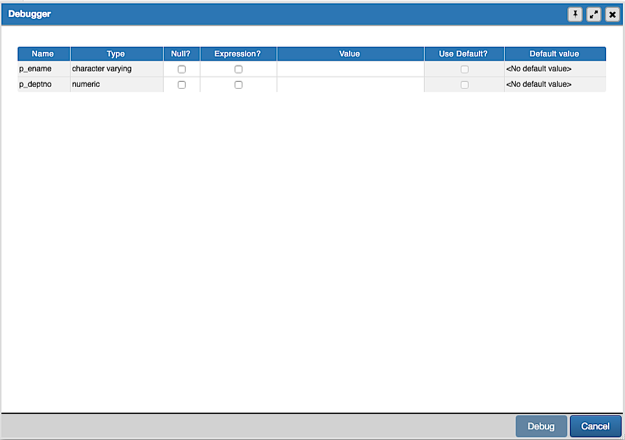 Debugger
Name Type Null? Expression? Value Use Default? Default value
p_ename character varying <No default value>
p_deptno numeric <No default value>
Debug Cancel